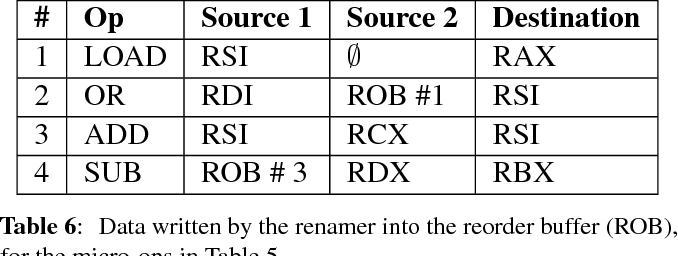 # Op Source 1 Source 2 Destination
1 LOAD RSI ∅ RAX
2 OR RDI ROB #1 RSI
3 ADD RSI RCX RSI
4 SUB ROB # 3 RDX RBX
Table 6: Data written by the renamer into the reorder buffer (ROB),
for the micro-ops in Table 5